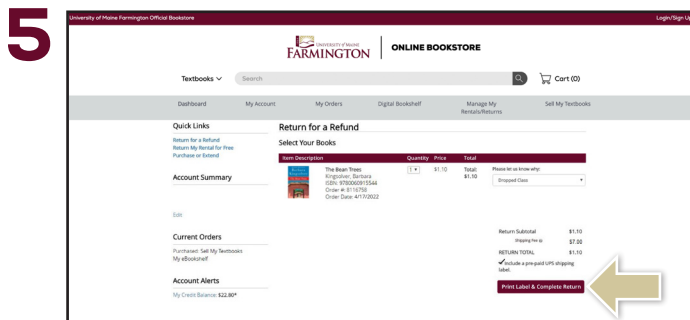 5
University of Maine Farmington Official Bookstore
Login/Sign Up
UNIVERSITY of MAINE
FARMINGTON
ONLINE BOOKSTORE
Textbooks
Search
Cart (0)
Dashboard
My Account
My Orders
Digital Bookshelf
Manage My
Rentals/Returns
Sell My Textbooks
Quick Links
Return for a Refund
Return My Rental for Free
Purchase or Extend
Account Summary
Edit
Current Orders
Purchased: Sell My Textbooks
My eBookshelf
Account Alerts
My Credit Balance: $22.80*
Return for a Refund
Select Your Books
Item Description Quantity Price Total
The Bean Trees 1 $1.10 Total: Please let us know why:
Kingsolver, Barbara $1.10 Dropped Class
ISBN: 9780060915544
Order #: 8116758
Order Date: 4/17/2022
Return Subtotal $1.10
Shipping Fee $7.00
RETURN TOTAL $1.10
Include a pre-paid UPS shipping
label.
Print Label & Complete Return